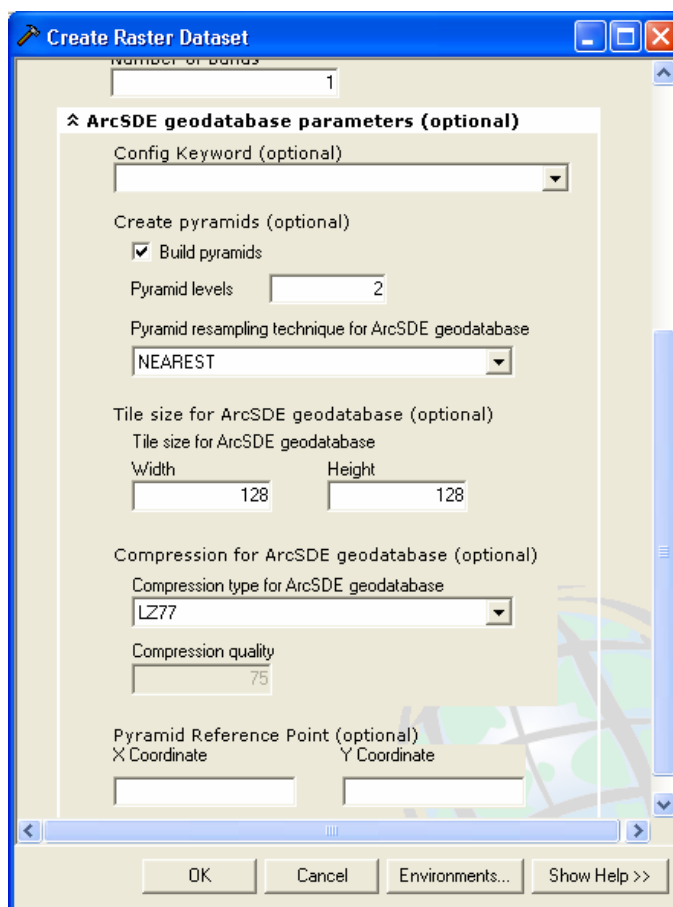 Create Raster Dataset
Number of bands
1
ArcSDE geodatabase parameters (optional)
Config Keyword (optional)
Create pyramids (optional)
Build pyramids
Pyramid levels 2
Pyramid resampling technique for ArcSDE geodatabase
NEAREST
Tile size for ArcSDE geodatabase (optional)
Tile size for ArcSDE geodatabase
Width Height
128 128
Compression for ArcSDE geodatabase (optional)
Compression type for ArcSDE geodatabase
LZ77
Compression quality
75
Pyramid Reference Point (optional)
X Coordinate Y Coordinate
OK Cancel Environments... Show Help >>